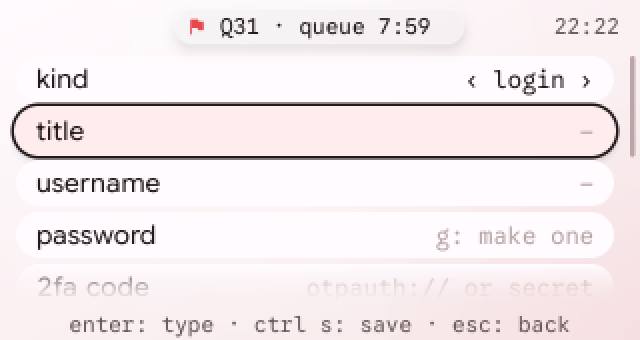 Q31 · queue 7:59
22:22
kind ‹ login ›
title –
username –
password g: make one
2fa code otpauth:// or secret
enter: type · ctrl s: save · esc: back